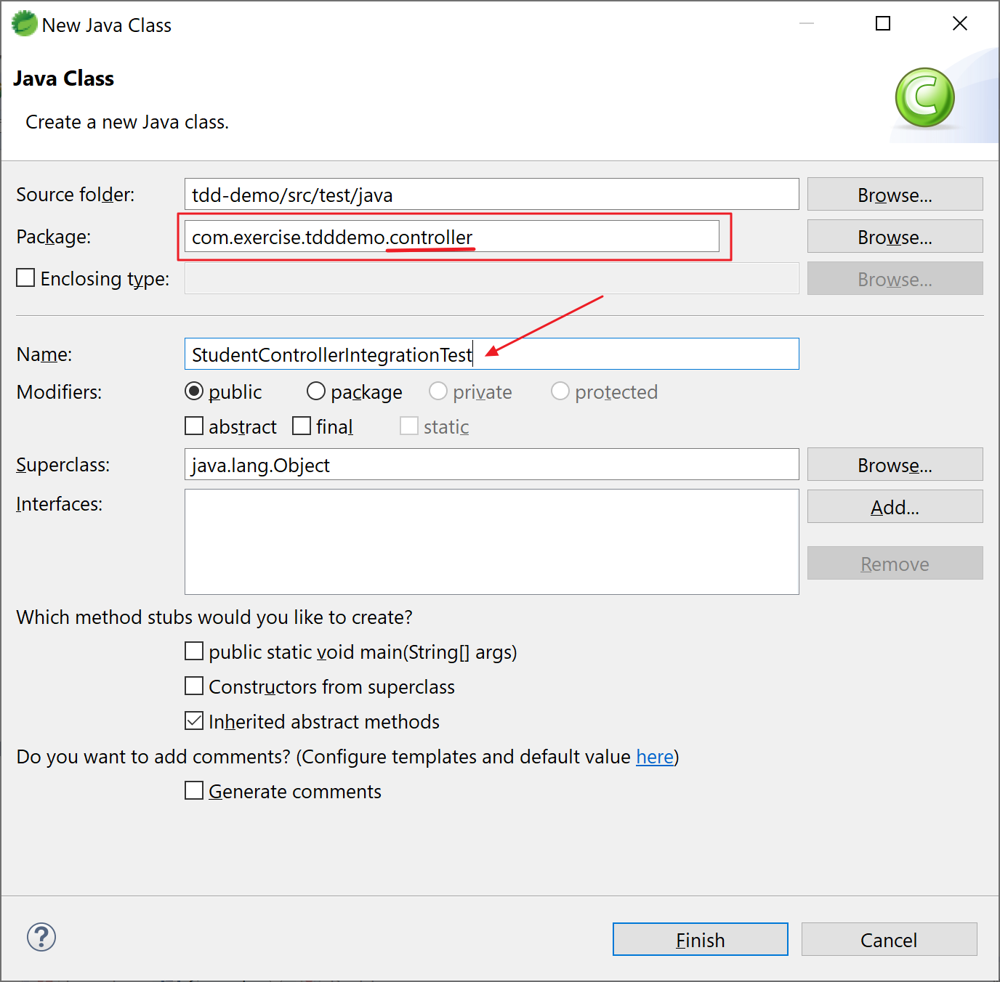 New Java Class
Java Class
Create a new Java class.
Source folder: tdd-demo/src/test/java Browse...
Package: com.exercise.tdddemo.controller Browse...
Enclosing type: Browse...
Name: StudentControllerIntegrationTest
Modifiers: public package private protected
abstract final static
Superclass: java.lang.Object Browse...
Interfaces: Add...
Remove
Which method stubs would you like to create?
public static void main(String[] args)
Constructors from superclass
Inherited abstract methods
Do you want to add comments? (Configure templates and default value here)
Generate comments
? Finish Cancel